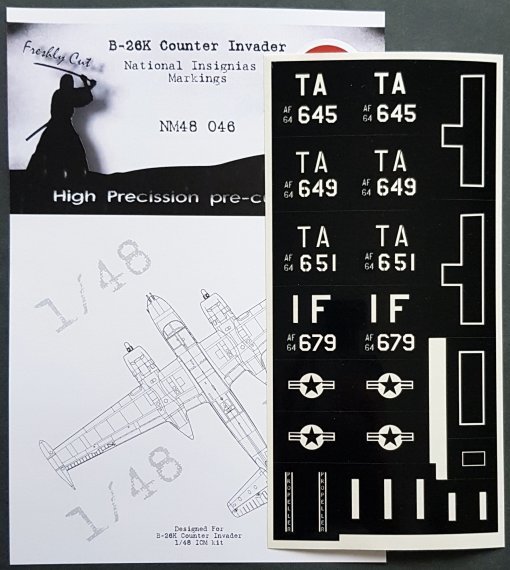 Freshly Cut
B-26K Counter Invader
National Insignias
Markings
NM48 046
High Precission pre-c
1/48
1/48
Designed For
B-26K Counter Invader
1/48 ICM kit
TA TA
AF 64 645 AF 64 645
TA TA
AF 64 649 AF 64 649
TA TA
AF 64 651 AF 64 651
IF IF
AF 64 679 AF 64 679
PROPELLER PROPELLER